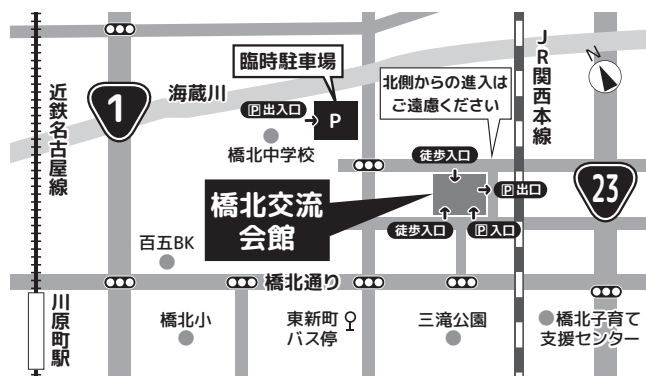 臨時駐車場
P
P出入口
海蔵川
1
近鉄名古屋線
橋北中学校
北側からの進入は
ご遠慮ください
JR関西本線
N
23
徒歩入口
P出口
徒歩入口
P入口
橋北交流
会館
百五BK
橋北通り
川原町駅
橋北小
東新町
バス停
三滝公園
橋北子育て
支援センター